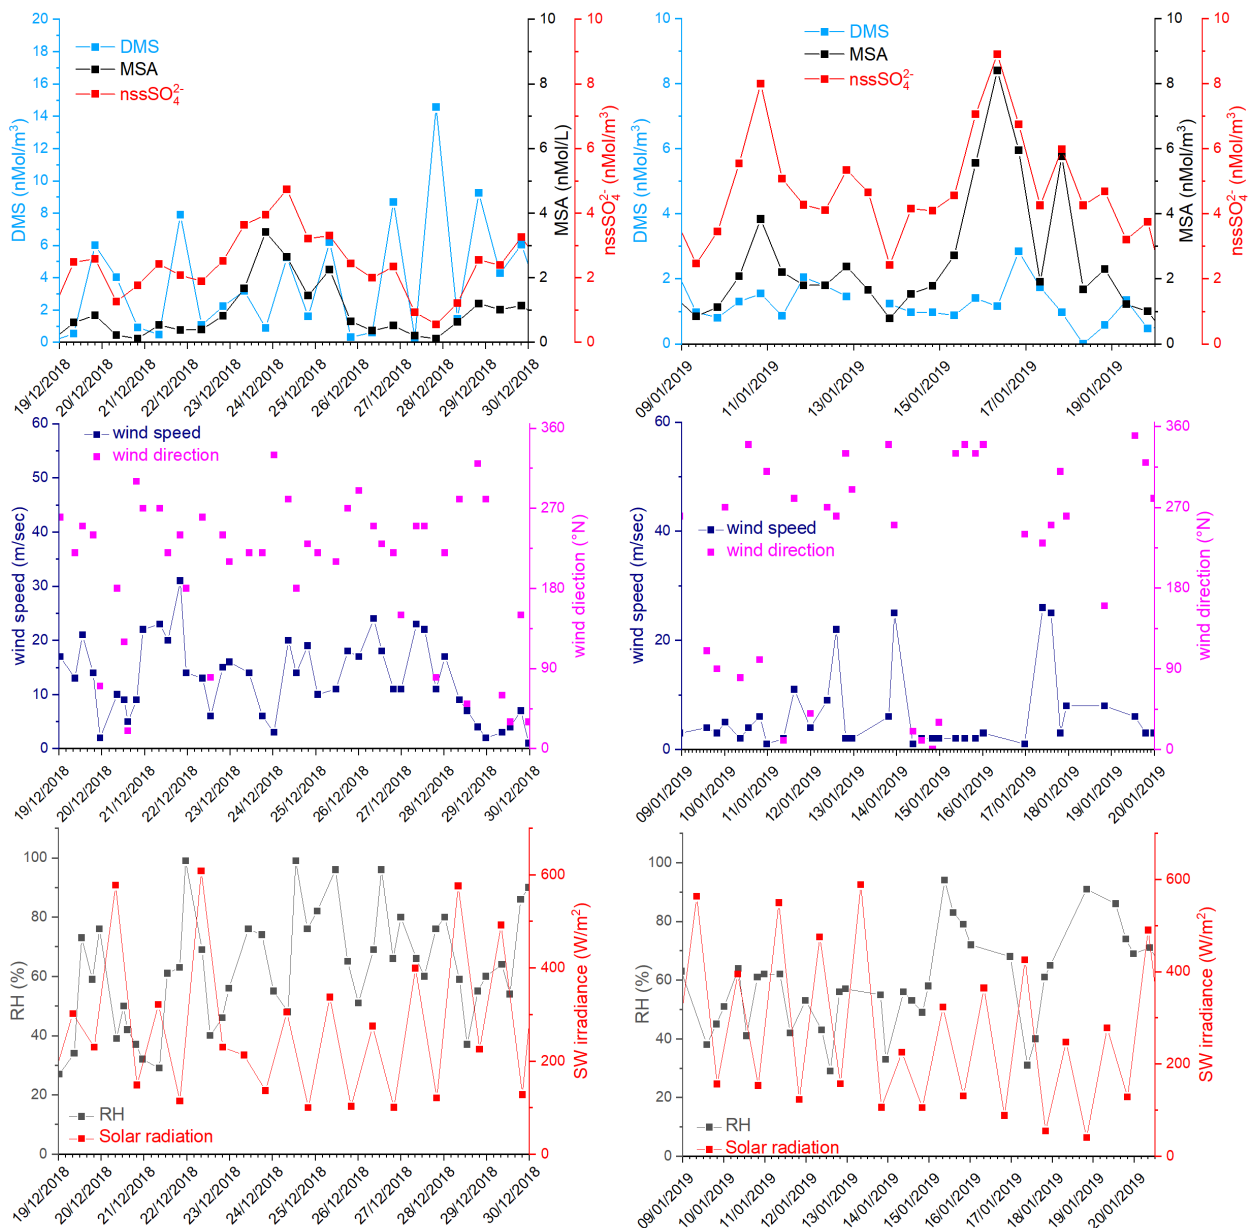 DMS
MSA
nssSO₄²⁻
DMS (nMol/m³)
MSA (nMol/L)
nssSO₄²⁻ (nMol/m³)
0 2 4 6 8 10 12 14 16 18 20
0 2 4 6 8 10
0 2 4 6 8 10
19/12/2018 20/12/2018 21/12/2018 22/12/2018 23/12/2018 24/12/2018 25/12/2018 26/12/2018 27/12/2018 28/12/2018 29/12/2018 30/12/2018
DMS
MSA
nssSO₄²⁻
DMS (nMol/m³)
MSA (nMol/m³)
nssSO₄²⁻ (nMol/m³)
0 2 4 6 8 10
0 2 4 6 8 10
0 2 4 6 8 10
09/01/2019 11/01/2019 13/01/2019 15/01/2019 17/01/2019 19/01/2019
wind speed
wind direction
wind speed (m/sec)
wind diection (°N)
0 10 20 30 40 50 60
0 90 180 270 360
19/12/2018 20/12/2018 21/12/2018 22/12/2018 23/12/2018 24/12/2018 25/12/2018 26/12/2018 27/12/2018 28/12/2018 29/12/2018 30/12/2018
wind speed
wind direction
wind speed (m/sec)
wind direction (°N)
0 20 40 60
0 90 180 270 360
09/01/2019 10/01/2019 11/01/2019 12/01/2019 13/01/2019 14/01/2019 15/01/2019 16/01/2019 17/01/2019 18/01/2019 19/01/2019 20/01/2019
RH
Solar radiation
RH (%)
SW irradiance (W/m²)
0 20 40 60 80 100
0 200 400 600
19/12/2018 20/12/2018 21/12/2018 22/12/2018 23/12/2018 24/12/2018 25/12/2018 26/12/2018 27/12/2018 28/12/2018 29/12/2018 30/12/2018
RH
Solar radiation
RH (%)
SW irradiance (W/m²)
0 20 40 60 80 100
0 200 400 600
09/01/2019 10/01/2019 11/01/2019 12/01/2019 13/01/2019 14/01/2019 15/01/2019 16/01/2019 17/01/2019 18/01/2019 19/01/2019 20/01/2019